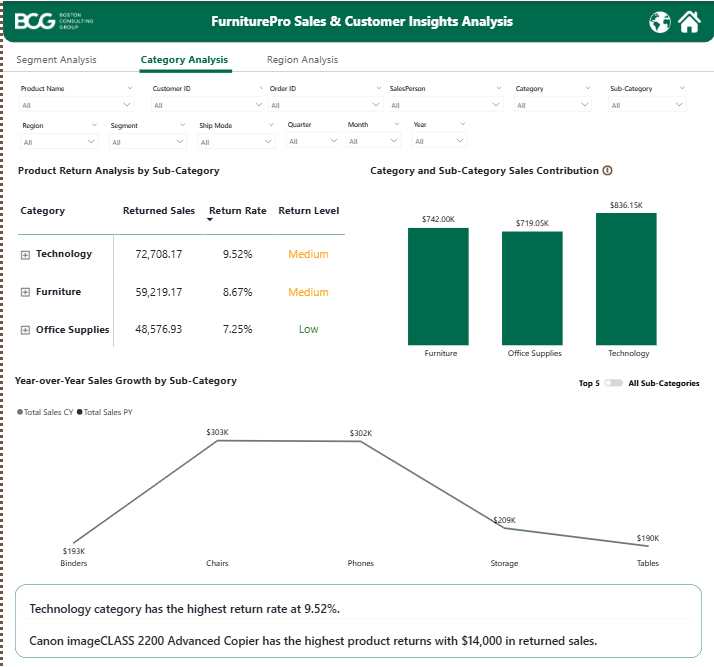 BCG BOSTON CONSULTING GROUP
FurniturePro Sales & Customer Insights Analysis
Segment Analysis Category Analysis Region Analysis
Product Name Customer ID Order ID SalesPerson Category Sub-Category
All All All All All All
Region Segment Ship Mode Quarter Month Year
All All All All All All
Product Return Analysis by Sub-Category
Category Returned Sales Return Rate Return Level
Technology 72,708.17 9.52% Medium
Furniture 59,219.17 8.67% Medium
Office Supplies 48,576.93 7.25% Low
Category and Sub-Category Sales Contribution
$742.00K $719.05K $836.15K
Furniture Office Supplies Technology
Year-over-Year Sales Growth by Sub-Category
Top 5 All Sub-Categories
Total Sales CY Total Sales PY
$193K $303K $302K $209K $190K
Binders Chairs Phones Storage Tables
Technology category has the highest return rate at 9.52%.
Canon imageCLASS 2200 Advanced Copier has the highest product returns with $14,000 in returned sales.